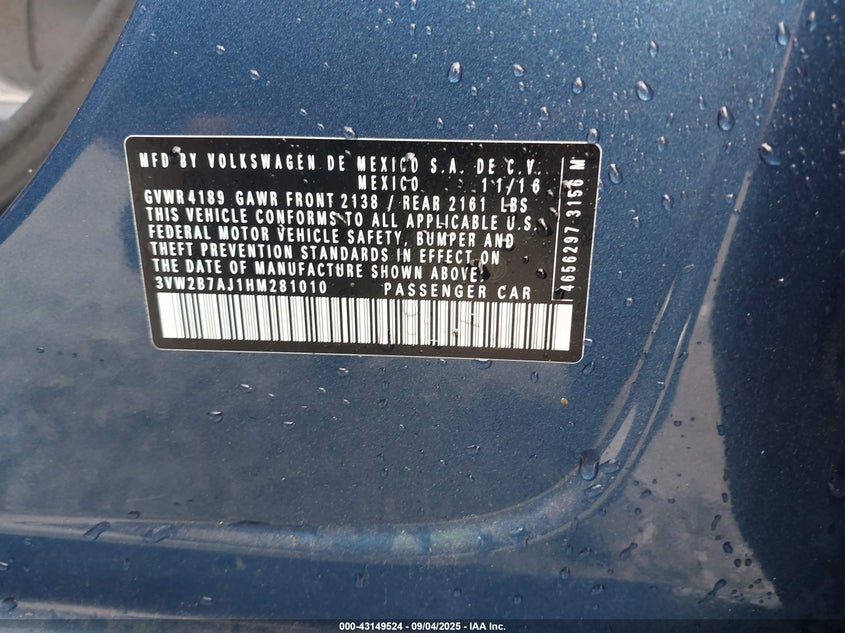 MFD BY VOLKSWAGEN DE MEXICO S.A. DE C.V.
MEXICO 11/16
GVWR 4189 GAWR FRONT 2138 / REAR 2161 LBS
THIS VEHICLE CONFORMS TO ALL APPLICABLE U.S.
FEDERAL MOTOR VEHICLE SAFETY, BUMPER AND
THEFT PREVENTION STANDARDS IN EFFECT ON
THE DATE OF MANUFACTURE SHOWN ABOVE.
3VW2B7AJ1HM281010 PASSENGER CAR
4656297 3156 M
000-43149524 - 09/04/2025 - IAA Inc.